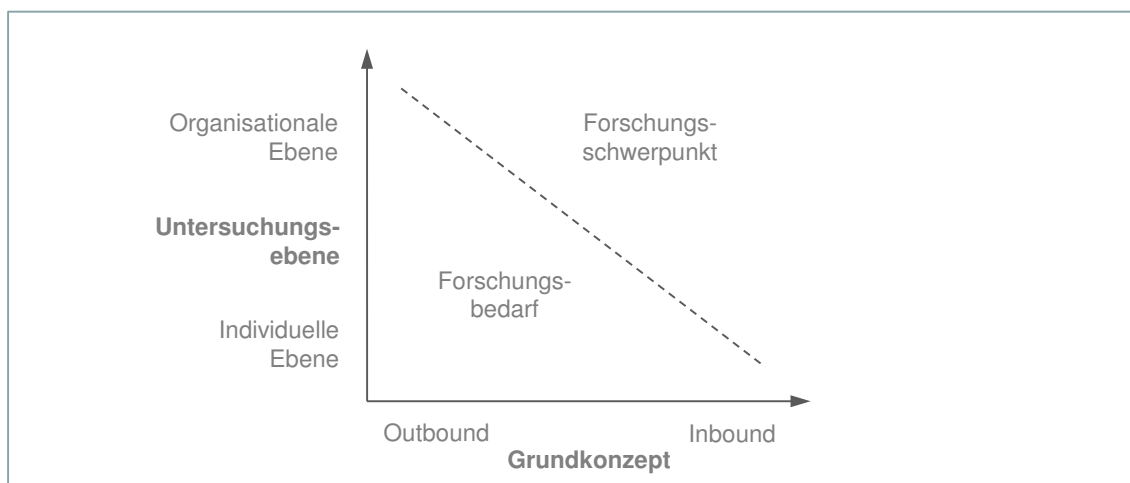 Organisationale
Ebene
Forschungs-
schwerpunkt
Untersuchungs-
ebene
Forschungs-
bedarf
Individuelle
Ebene
Outbound
Inbound
Grundkonzept